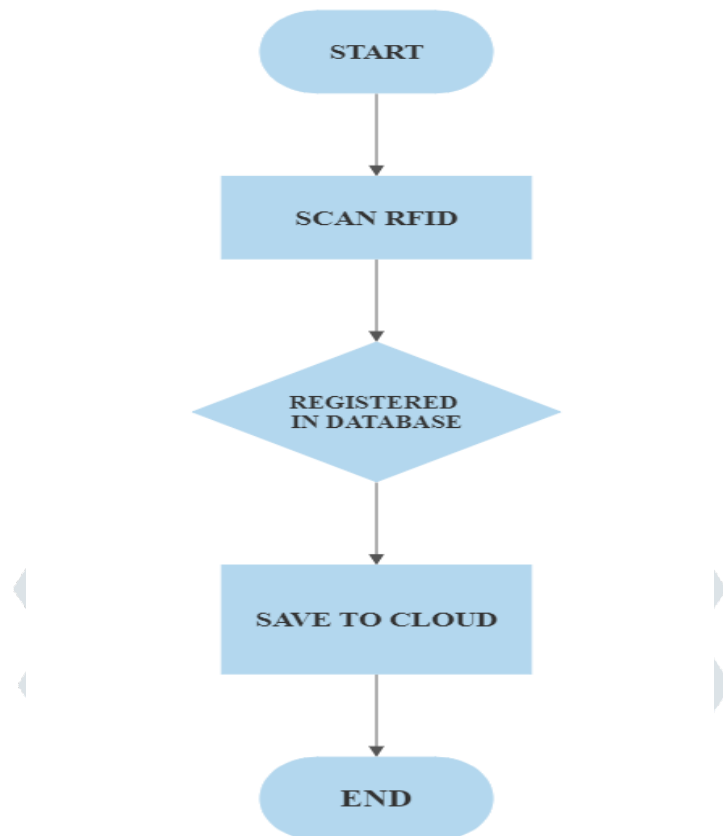 START
SCAN RFID
REGISTERED
IN DATABASE
SAVE TO CLOUD
END